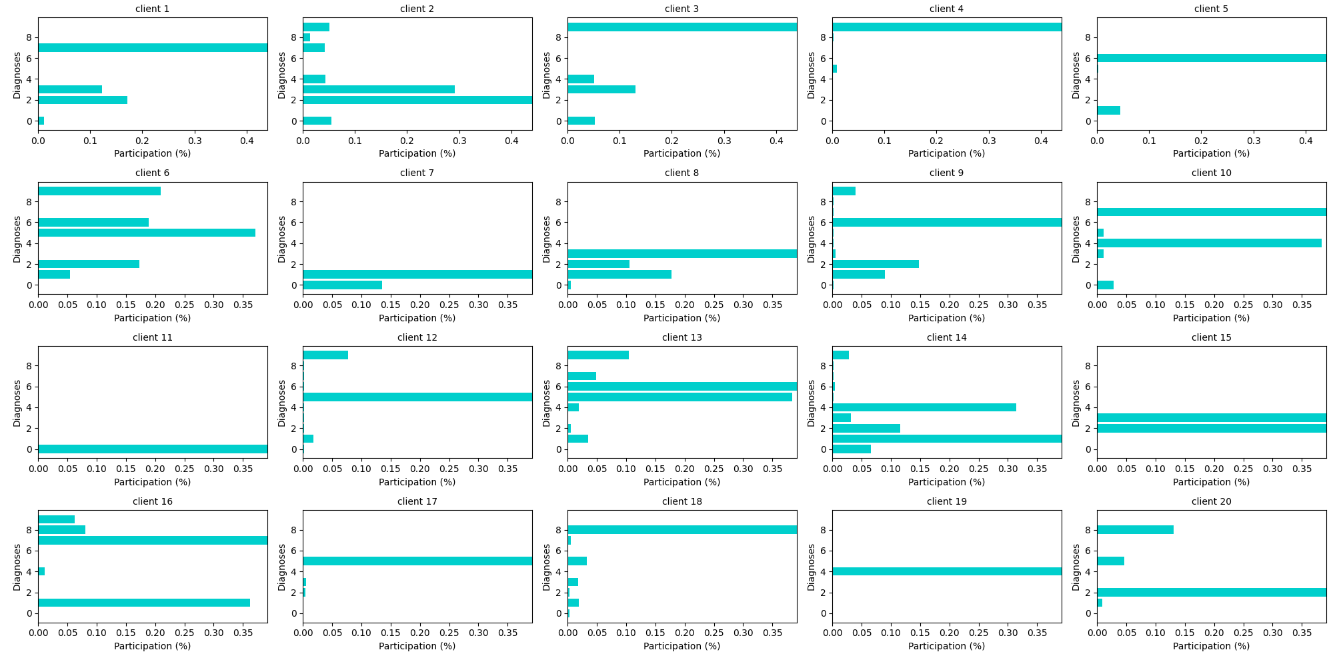 client 1 client 2 client 3 client 4 client 5
Diagnoses Diagnoses Diagnoses Diagnoses Diagnoses
8 8 8 8 8
6 6 6 6 6
4 4 4 4 4
2 2 2 2 2
0 0 0 0 0
0.0 0.1 0.2 0.3 0.4 0.0 0.1 0.2 0.3 0.4 0.0 0.1 0.2 0.3 0.4 0.0 0.1 0.2 0.3 0.4 0.0 0.1 0.2 0.3 0.4
Participation (%) Participation (%) Participation (%) Participation (%) Participation (%)
client 6 client 7 client 8 client 9 client 10
Diagnoses Diagnoses Diagnoses Diagnoses Diagnoses
8 8 8 8 8
6 6 6 6 6
4 4 4 4 4
2 2 2 2 2
0 0 0 0 0
0.00 0.05 0.10 0.15 0.20 0.25 0.30 0.35 0.00 0.05 0.10 0.15 0.20 0.25 0.30 0.35 0.00 0.05 0.10 0.15 0.20 0.25 0.30 0.35 0.00 0.05 0.10 0.15 0.20 0.25 0.30 0.35 0.00 0.05 0.10 0.15 0.20 0.25 0.30 0.35
Participation (%) Participation (%) Participation (%) Participation (%) Participation (%)
client 11 client 12 client 13 client 14 client 15
Diagnoses Diagnoses Diagnoses Diagnoses Diagnoses
8 8 8 8 8
6 6 6 6 6
4 4 4 4 4
2 2 2 2 2
0 0 0 0 0
0.00 0.05 0.10 0.15 0.20 0.25 0.30 0.35 0.00 0.05 0.10 0.15 0.20 0.25 0.30 0.35 0.00 0.05 0.10 0.15 0.20 0.25 0.30 0.35 0.00 0.05 0.10 0.15 0.20 0.25 0.30 0.35 0.00 0.05 0.10 0.15 0.20 0.25 0.30 0.35
Participation (%) Participation (%) Participation (%) Participation (%) Participation (%)
client 16 client 17 client 18 client 19 client 20
Diagnoses Diagnoses Diagnoses Diagnoses Diagnoses
8 8 8 8 8
6 6 6 6 6
4 4 4 4 4
2 2 2 2 2
0 0 0 0 0
0.00 0.05 0.10 0.15 0.20 0.25 0.30 0.35 0.00 0.05 0.10 0.15 0.20 0.25 0.30 0.35 0.00 0.05 0.10 0.15 0.20 0.25 0.30 0.35 0.00 0.05 0.10 0.15 0.20 0.25 0.30 0.35 0.00 0.05 0.10 0.15 0.20 0.25 0.30 0.35
Participation (%) Participation (%) Participation (%) Participation (%) Participation (%)